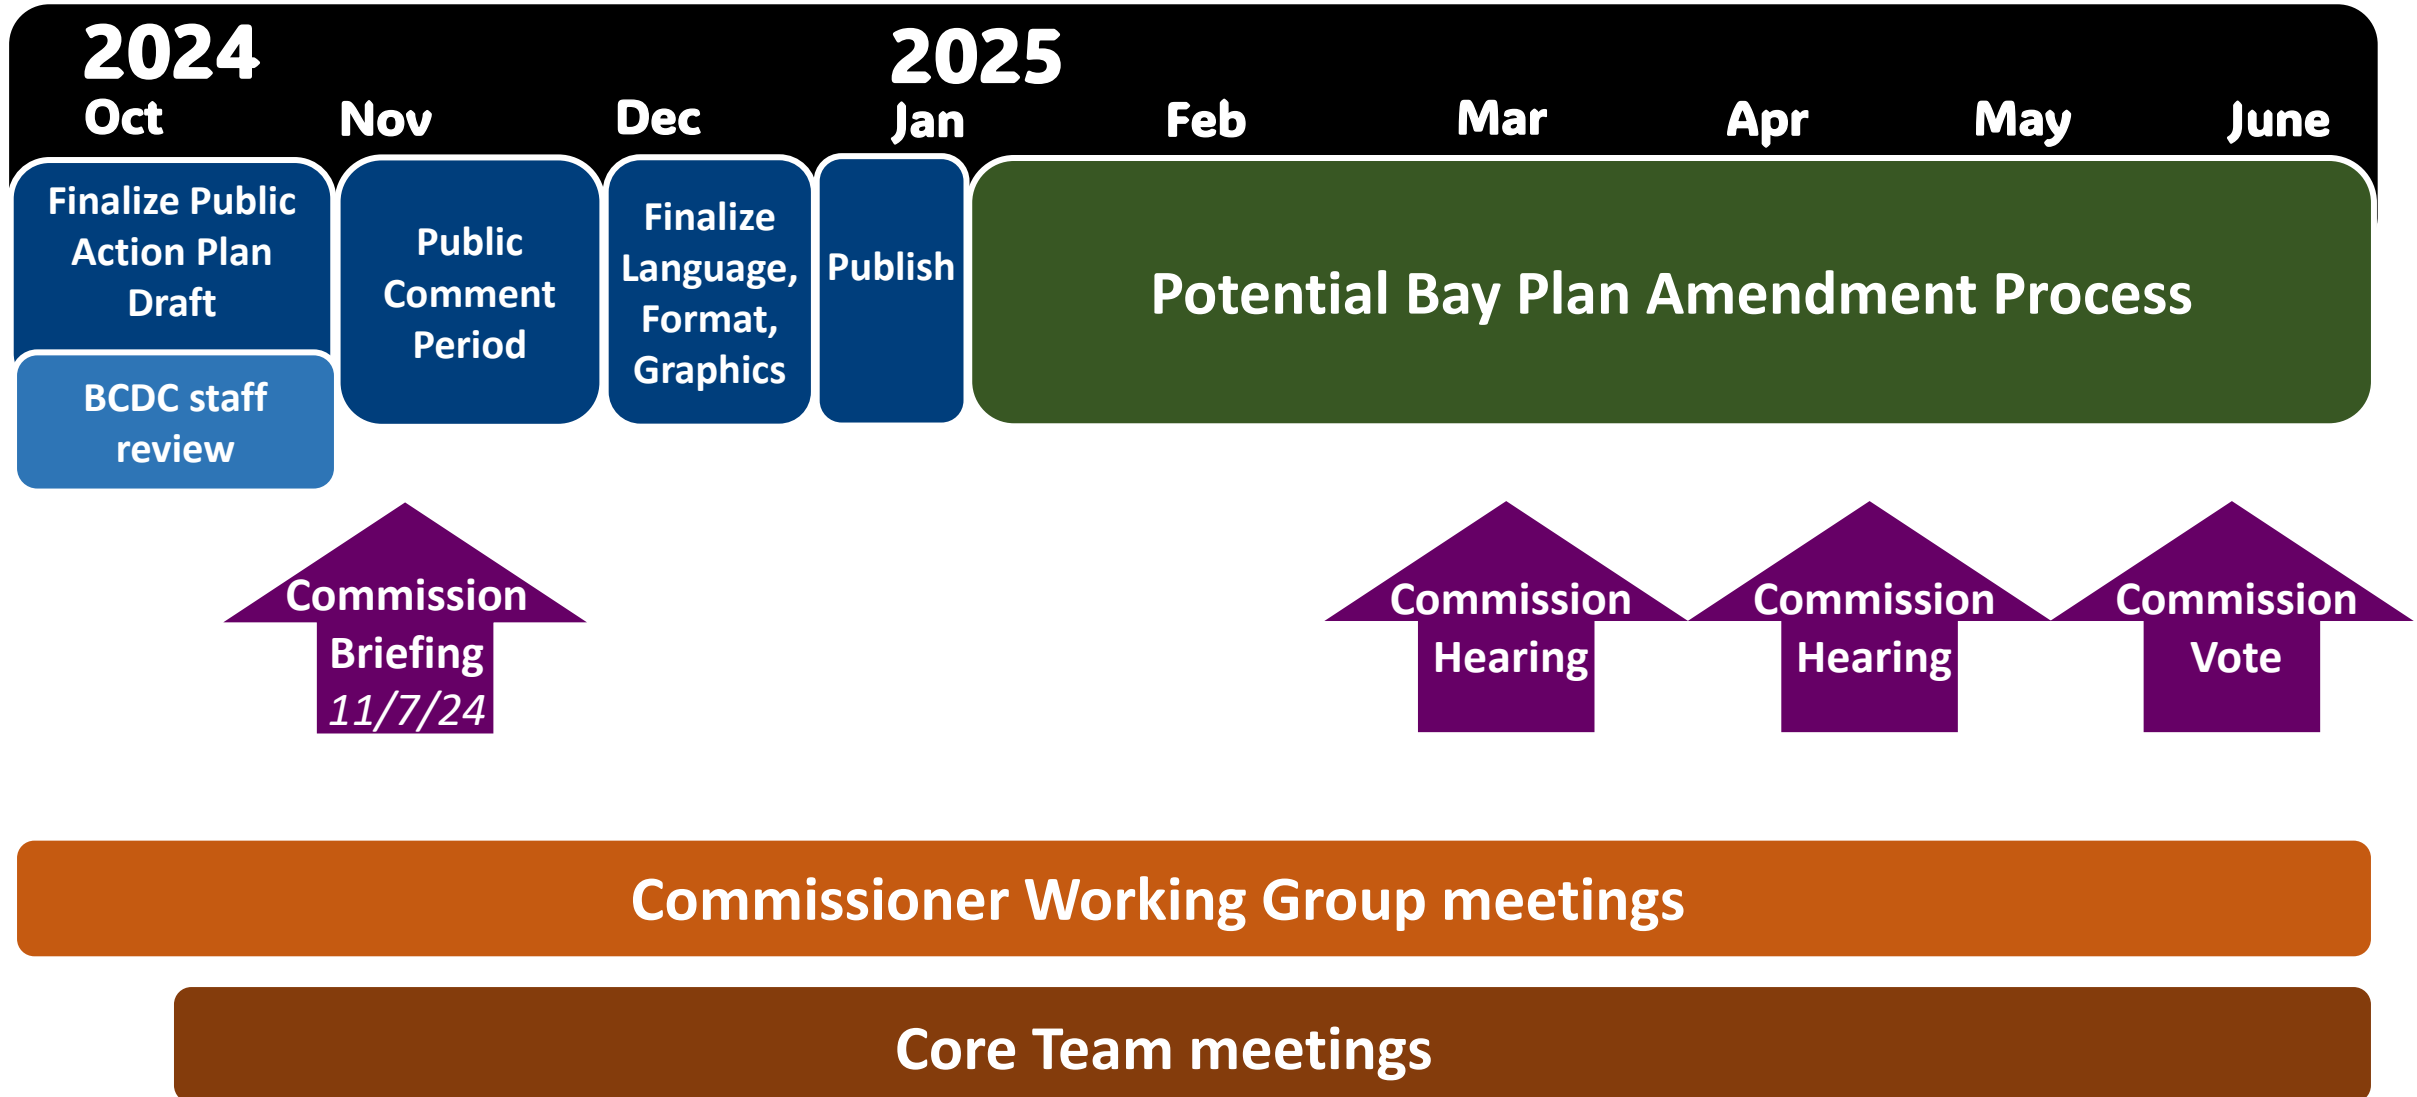 2024
2025
Oct
Nov
Dec
Jan
Feb
Mar
Apr
May
June
Finalize Public
Action Plan
Draft
BCDC staff
review
Public
Comment
Period
Finalize
Language,
Format,
Graphics
Publish
Potential Bay Plan Amendment Process
Commission
Briefing
11/7/24
Commission
Hearing
Commission
Hearing
Commission
Vote
Commissioner Working Group meetings
Core Team meetings